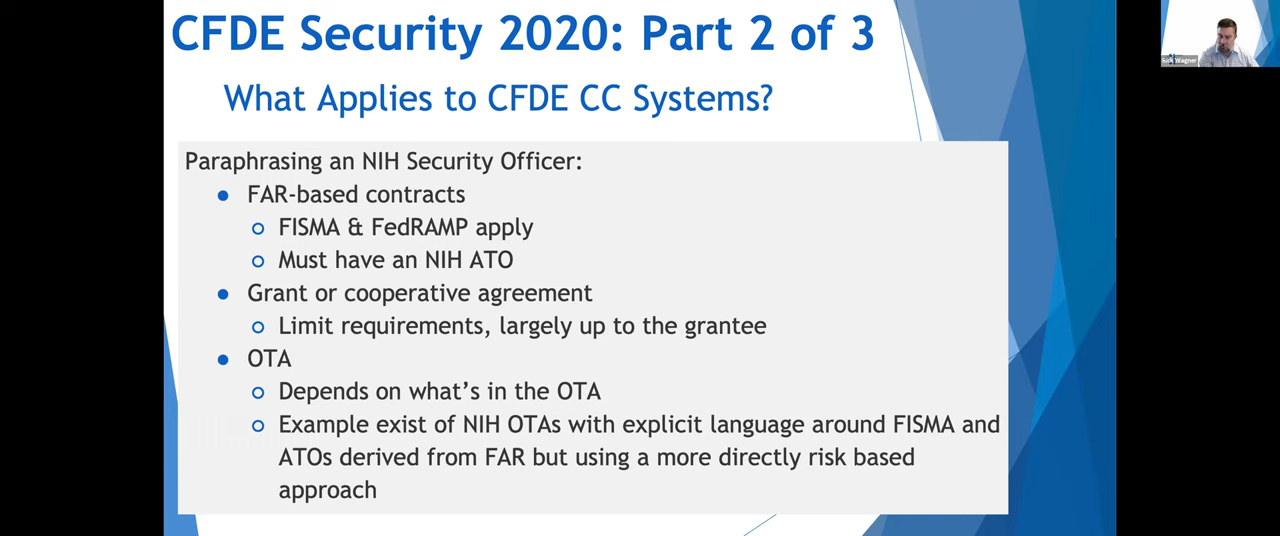 CFDE Security 2020: Part 2 of 3
What Applies to CFDE CC Systems?
Rick Wagner
Paraphrasing an NIH Security Officer:
● FAR-based contracts
○ FISMA & FedRAMP apply
○ Must have an NIH ATO
● Grant or cooperative agreement
○ Limit requirements, largely up to the grantee
● OTA
○ Depends on what's in the OTA
○ Example exist of NIH OTAs with explicit language around FISMA and
ATOs derived from FAR but using a more directly risk based
approach